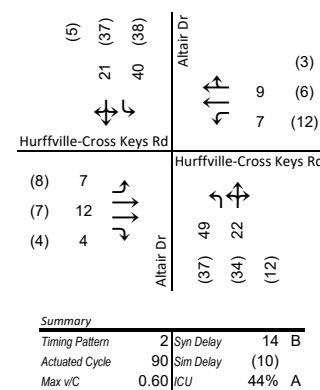 (5) (37) (38)
21 40
Altair Dr
(3)
9 (6)
7 (12)
Hurffville-Cross Keys Rd
Hurffville-Cross Keys Rd
(8) 7
(7) 12
(4) 4
Altair Dr
49 22
(37) (34) (12)
Summary
Timing Pattern 2 Syn Delay 14 B
Actuated Cycle 90 Sim Delay (10)
Max v/C 0.60 ICU 44% A